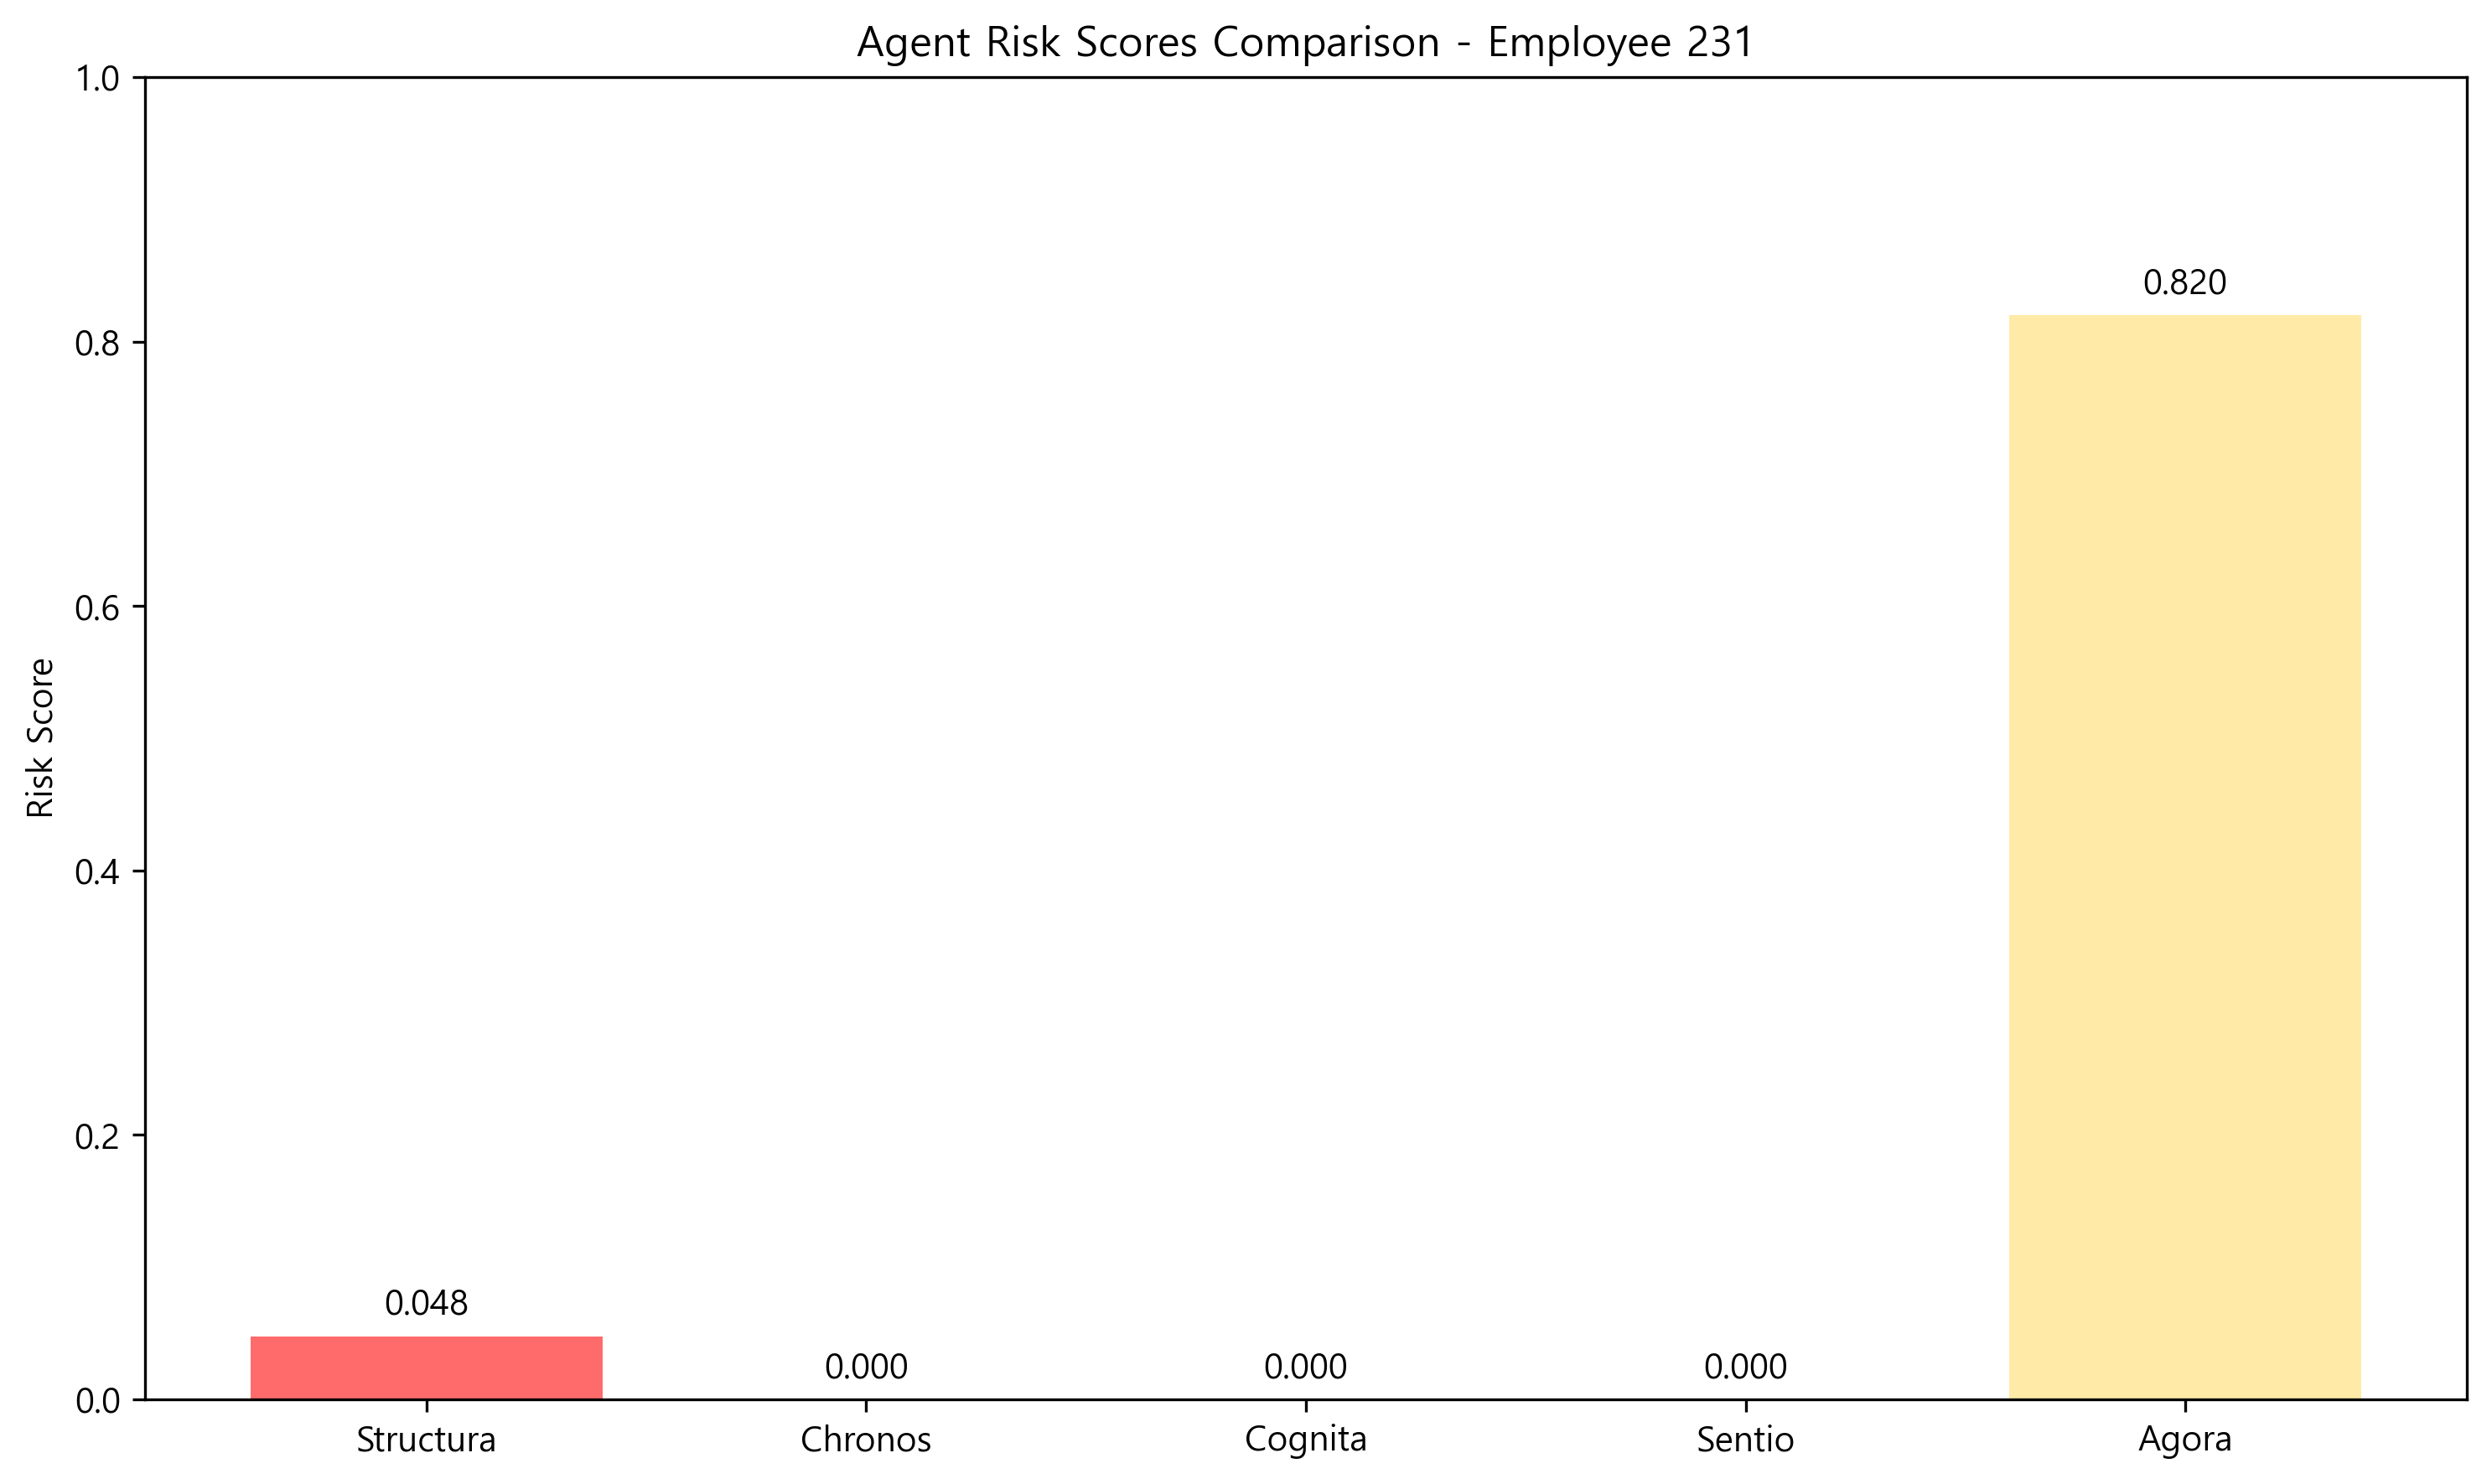 Agent Risk Scores Comparison - Employee 231
Risk Score
1.0
0.8
0.6
0.4
0.2
0.0
0.048
0.000
0.000
0.000
0.820
Structura
Chronos
Cognita
Sentio
Agora